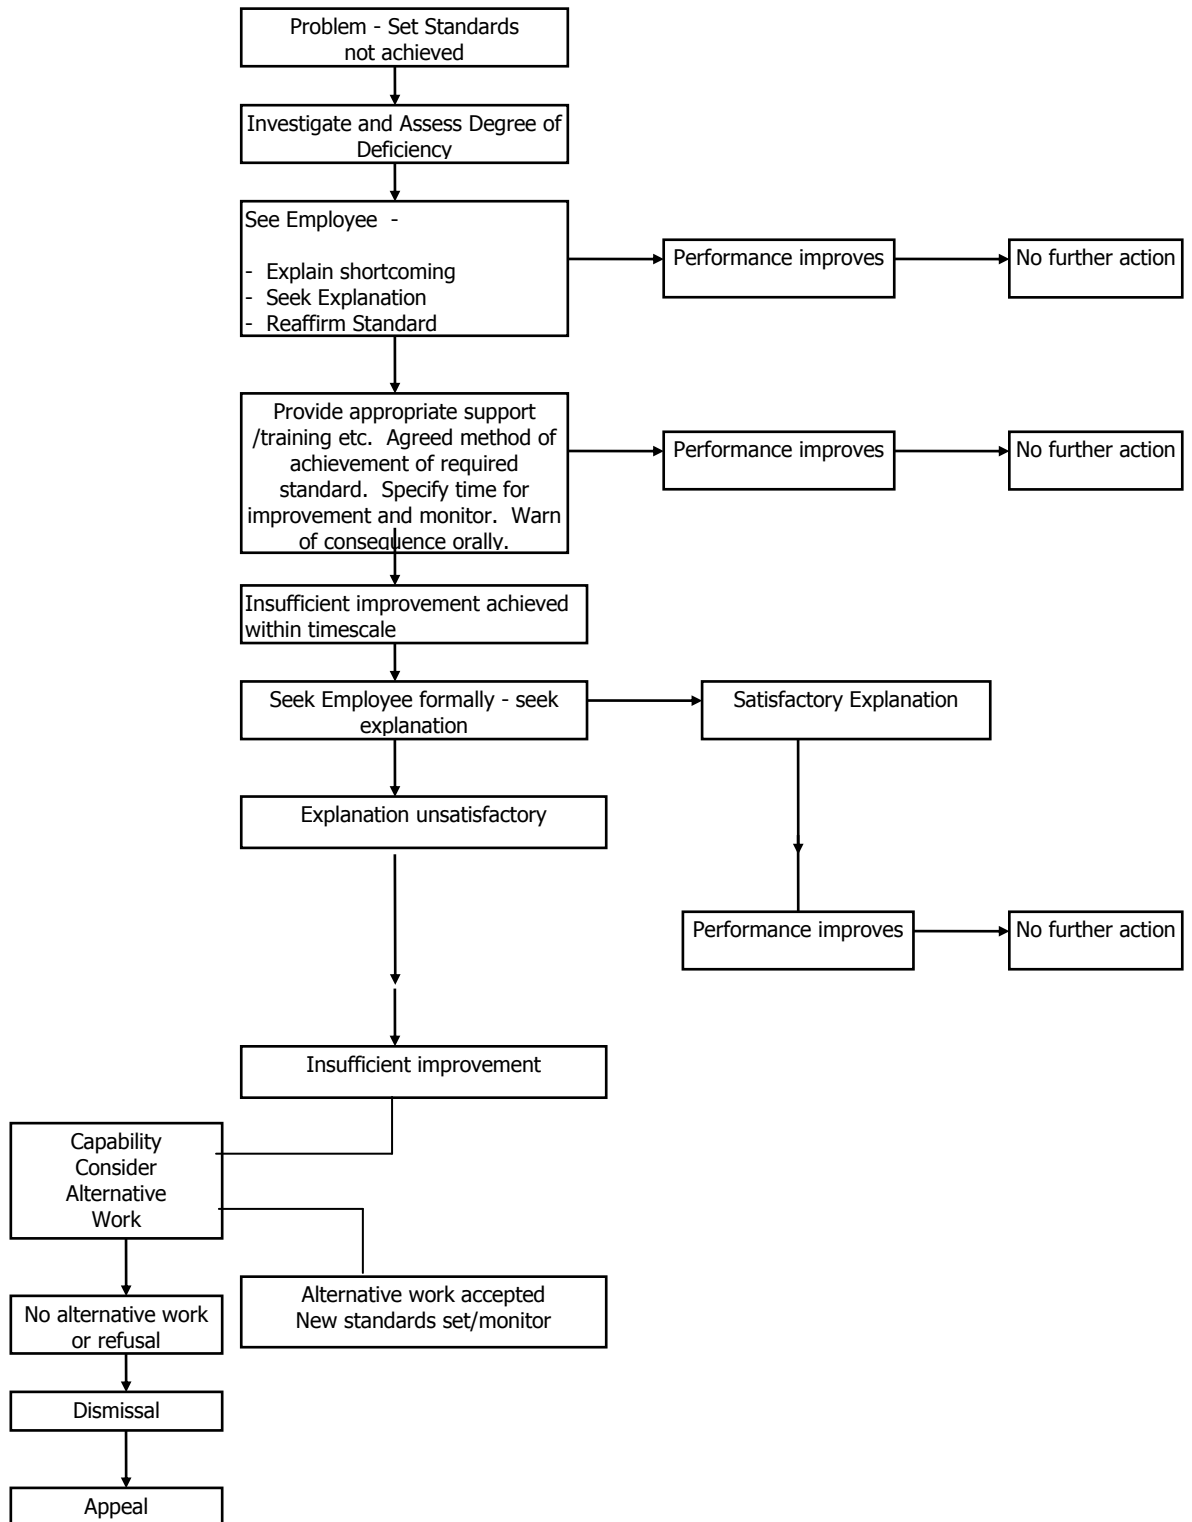 Problem - Set Standards
not achieved
Investigate and Assess Degree of
Deficiency
See Employee -
- Explain shortcoming
- Seek Explanation
- Reaffirm Standard
Performance improves
No further action
Provide appropriate support
/training etc. Agreed method of
achievement of required
standard. Specify time for
improvement and monitor. Warn
of consequence orally.
Performance improves
No further action
Insufficient improvement achieved
within timescale
Seek Employee formally - seek
explanation
Satisfactory Explanation
Explanation unsatisfactory
Performance improves
No further action
Insufficient improvement
Capability
Consider
Alternative
Work
Alternative work accepted
New standards set/monitor
No alternative work
or refusal
Dismissal
Appeal